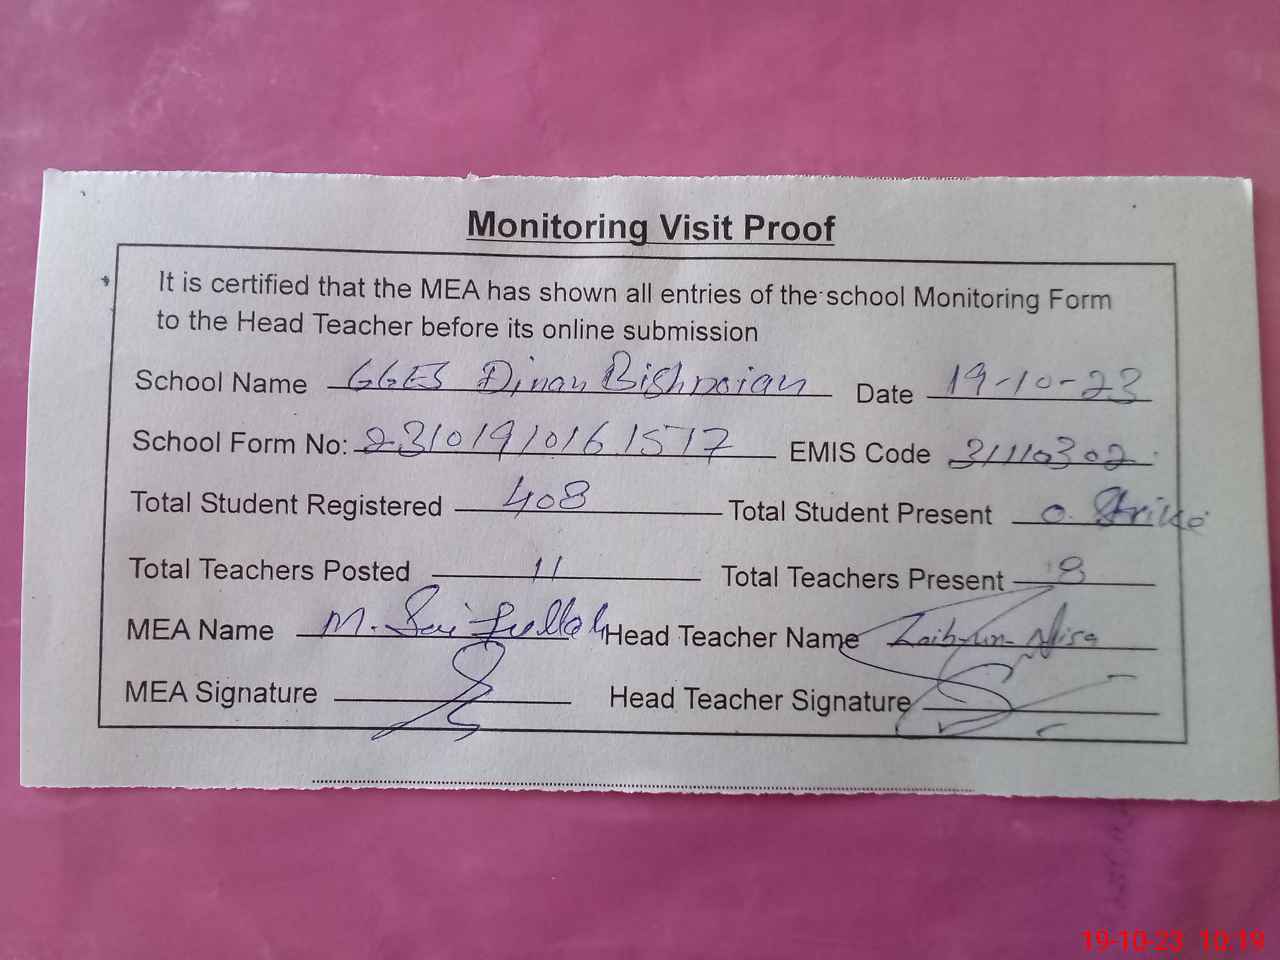 Monitoring Visit Proof
It is certified that the MEA has shown all entries of the school Monitoring Form
to the Head Teacher before its online submission
School Name GGES Dinan Bishnoian Date 19-10-23
School Form No: 2310191016 1517 EMIS Code 31110302
Total Student Registered 408 Total Student Present 0. Strike
Total Teachers Posted 11 Total Teachers Present 8
MEA Name M. Saifullah Head Teacher Name Zaib-un-Nisa
MEA Signature Head Teacher Signature
19-10-23 10:19